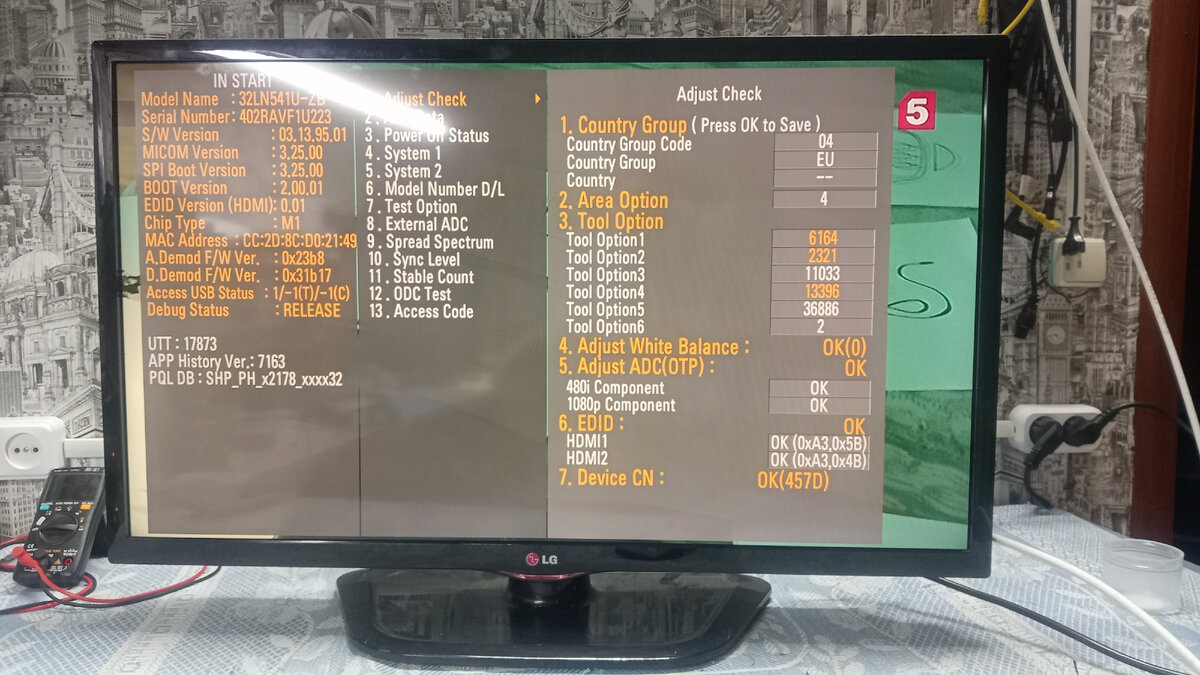 IN START
Model Name : 32LN541U-ZB
Serial Number: 402RAVF1U223
S/W Version : 03.13.95.01
MICOM Version : 3.25.00
SPI Boot Version : 3.25.00
BOOT Version : 2.00.01
EDID Version (HDMI): 0.01
Chip Type : M1
MAC Address : CC:2D:8C:D0:21:49
A.Demod F/W Ver. : 0x23b8
D.Demod F/W Ver. : 0x31b17
Access USB Status : 1/-1(T)/-1(C)
Debug Status : RELEASE
UTT : 17873
APP History Ver.: 7163
PQL DB : SHP_PH_x2178_xxxx32
Adjust Check
2 .
3 . Power On Status
4 . System 1
5 . System 2
6 . Model Number D/L
7 . Test Option
8 . External ADC
9 . Spread Spectrum
10 . Sync Level
11 . Stable Count
12 . ODC Test
13 . Access Code
Adjust Check
1. Country Group ( Press OK to Save )
Country Group Code 04
Country Group EU
Country --
2. Area Option 4
3. Tool Option
Tool Option1 6164
Tool Option2 2321
Tool Option3 11033
Tool Option4 13396
Tool Option5 36886
Tool Option6 2
4. Adjust White Balance : OK(0)
5. Adjust ADC(OTP) : OK
480i Component OK
1080p Component OK
6. EDID : OK
HDMI1 OK (0xA3,0x5B)
HDMI2 OK (0xA3,0x4B)
7. Device CN : OK(457D)
5
LG